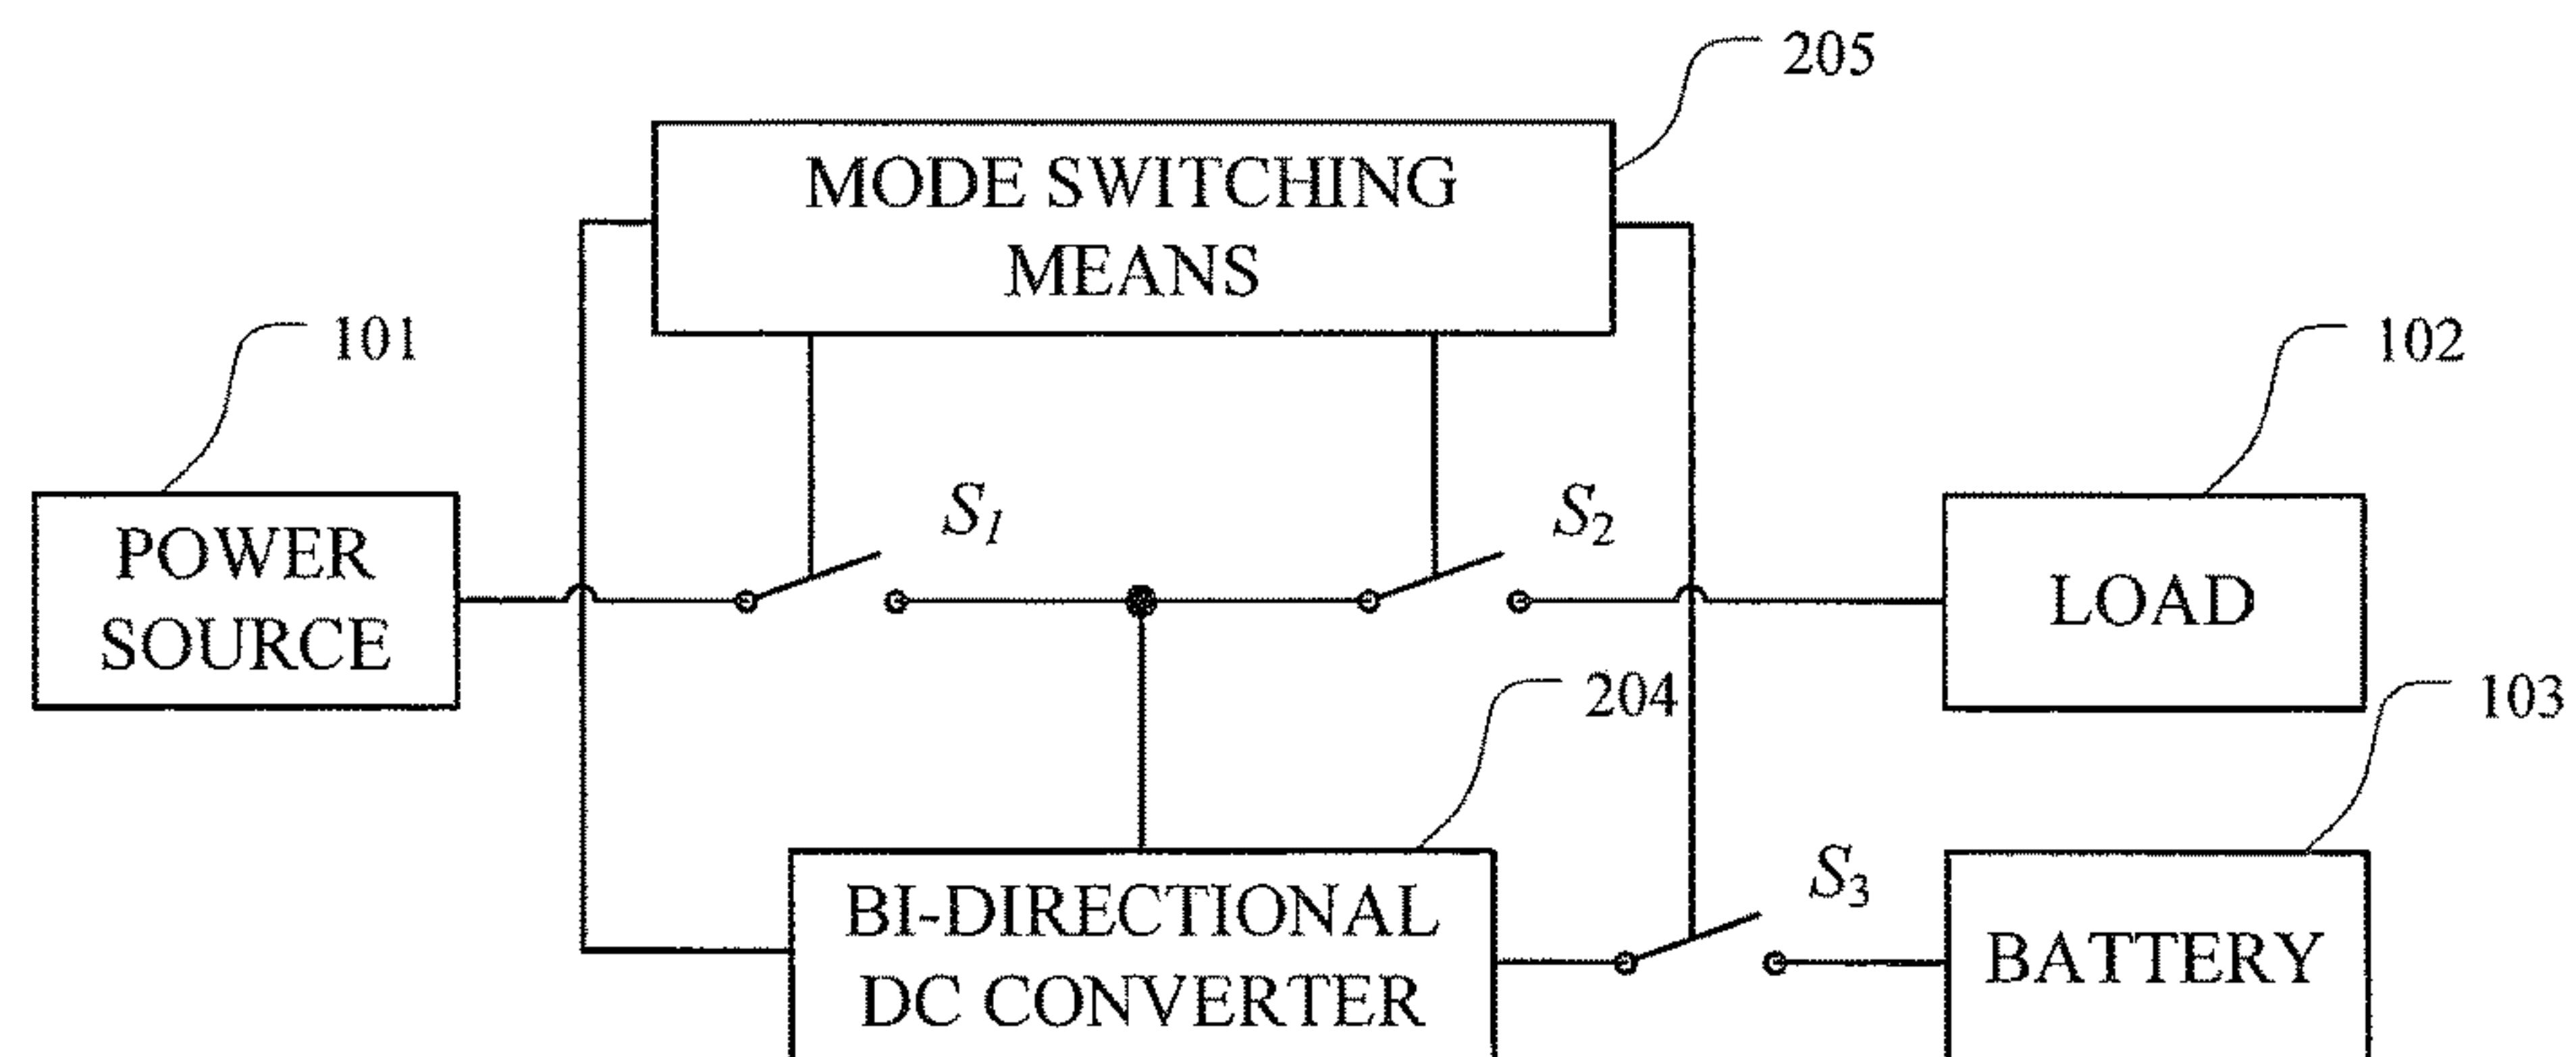 205
MODE SWITCHING
MEANS
101
102
S1
S2
POWER
SOURCE
LOAD
204
103
S3
BI-DIRECTIONAL
DC CONVERTER
BATTERY